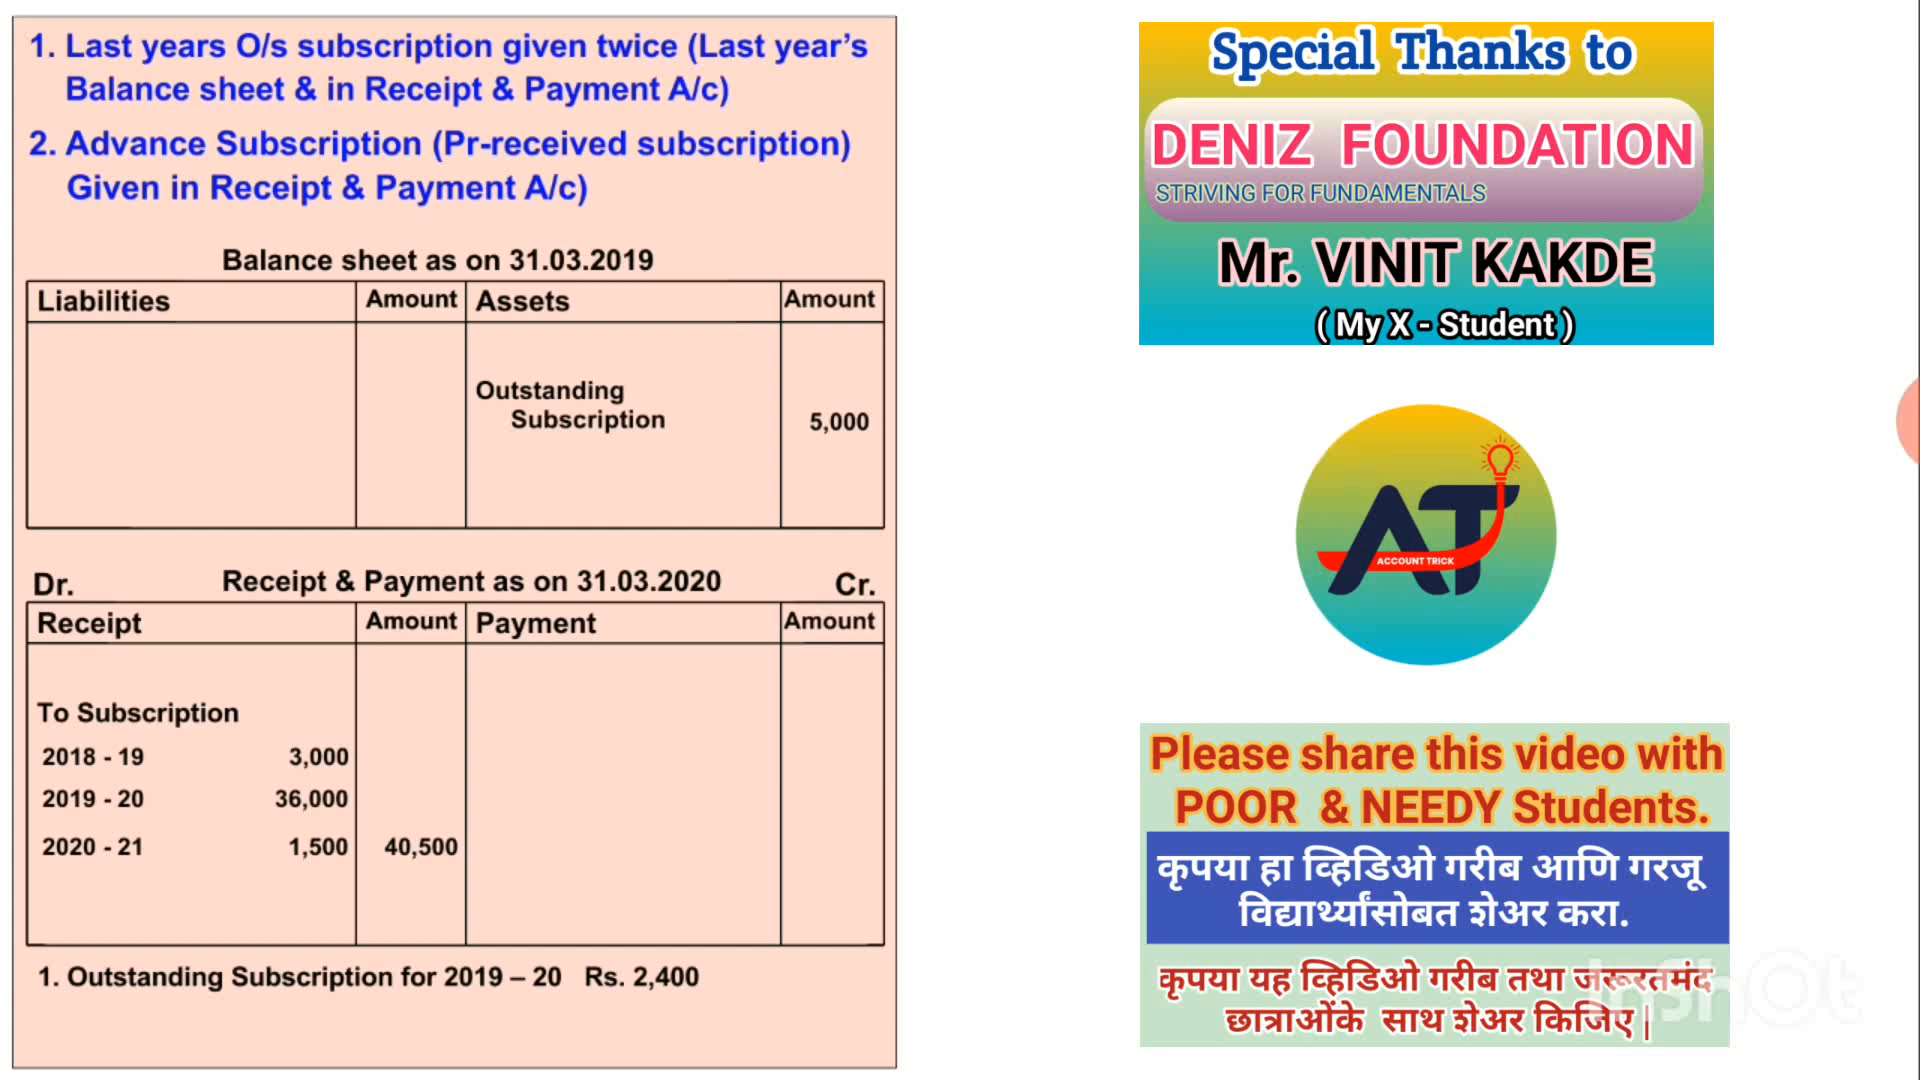 1. Last years O/s subscription given twice (Last year’s
Balance sheet & in Receipt & Payment A/c)
2. Advance Subscription (Pr-received subscription)
Given in Receipt & Payment A/c)
Balance sheet as on 31.03.2019
Liabilities Amount Assets Amount
Outstanding
Subscription 5,000
Dr. Receipt & Payment as on 31.03.2020 Cr.
Receipt Amount Payment Amount
To Subscription
2018 - 19 3,000
2019 - 20 36,000
2020 - 21 1,500 40,500
1. Outstanding Subscription for 2019 – 20 Rs. 2,400
Special Thanks to
DENIZ FOUNDATION
STRIVING FOR FUNDAMENTALS
Mr. VINIT KAKDE
( My X - Student )
AT
ACCOUNT TRICK
Please share this video with
POOR & NEEDY Students.
कृपया हा व्हिडिओ गरीब आणि गरजू
विद्यार्थ्यांसोबत शेअर करा.
कृपया यह व्हिडिओ गरीब तथा जरूरतमंद
छात्राओंके साथ शेअर किजिए |
InShOt